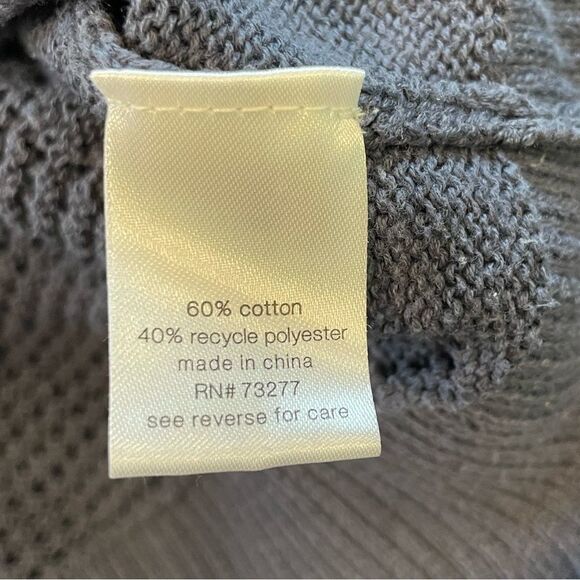 60% cotton
40% recycle polyester
made in china
RN# 73277
see reverse for care